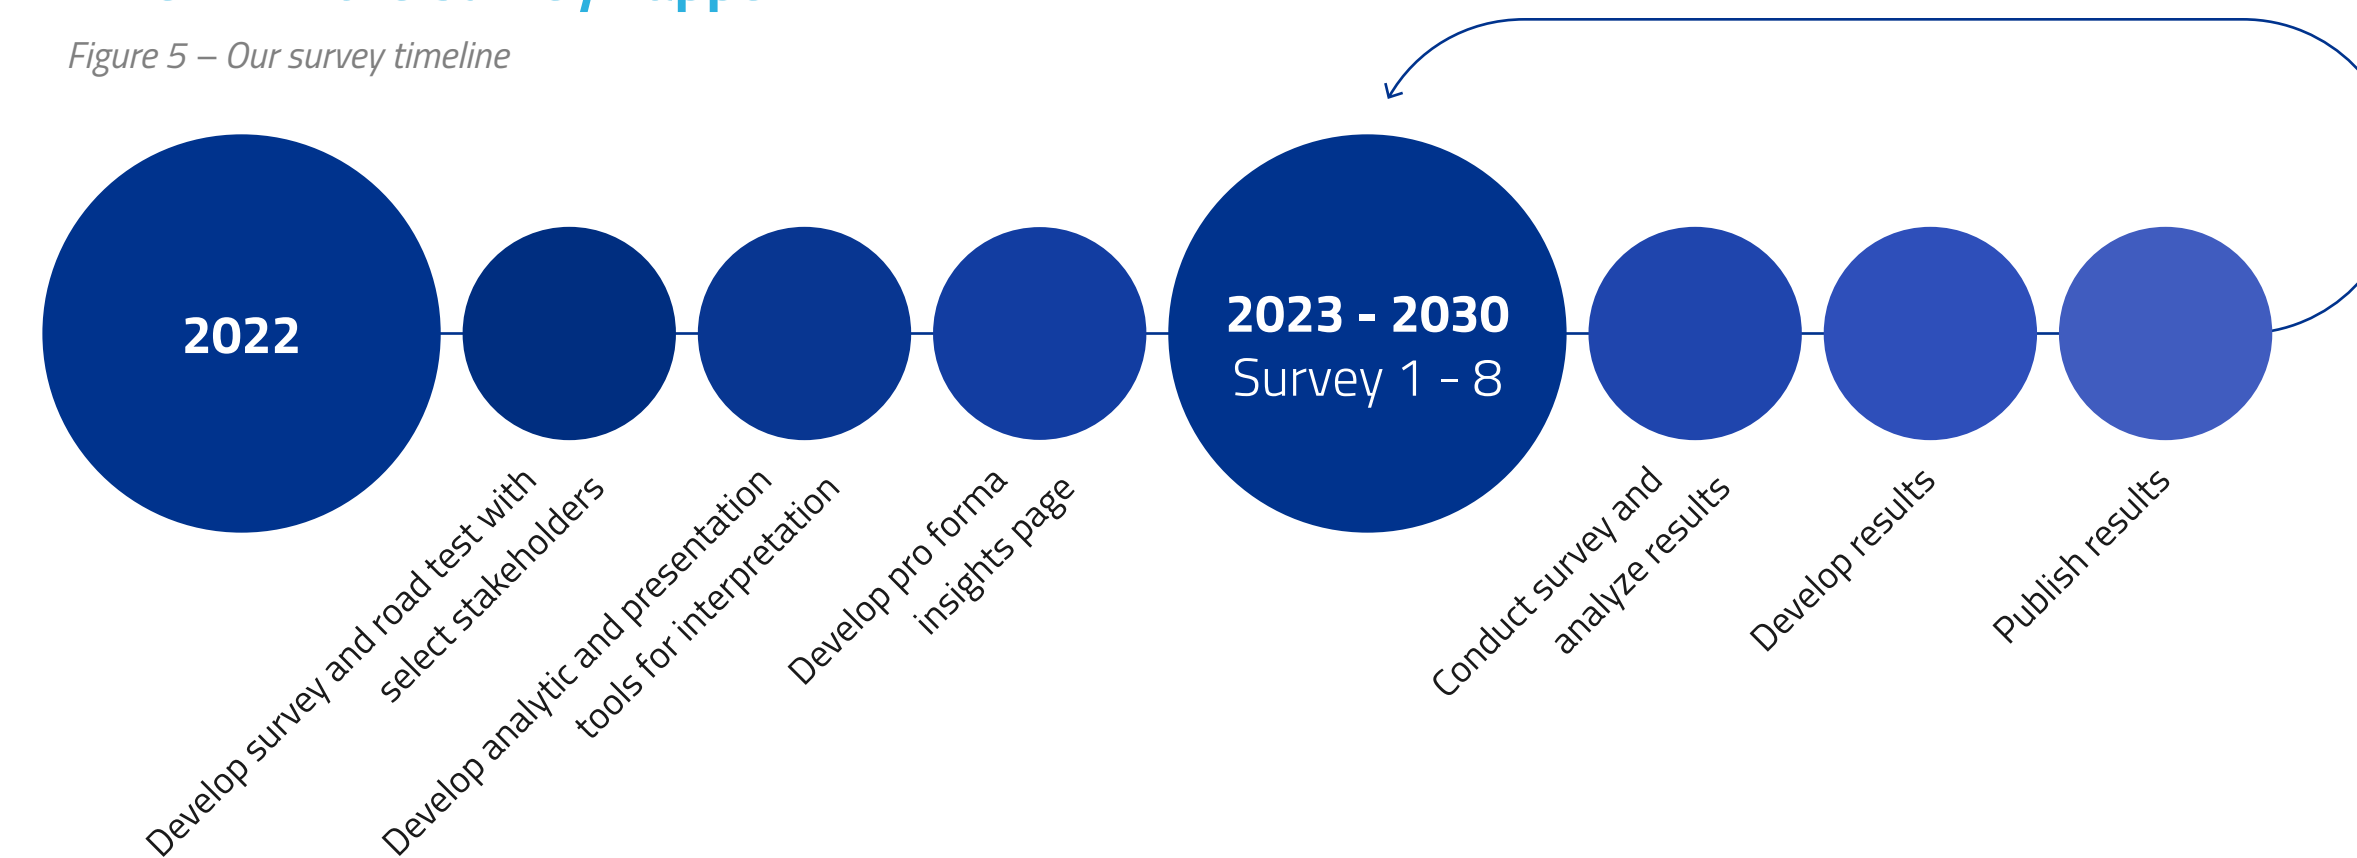 Figure 5 – Our survey timeline
2022
2023 - 2030
Survey 1 - 8
Develop survey and road test with
select stakeholders
Develop analytic and presentation
tools for interpretation
Develop pro forma
insights page
Conduct survey and
analyze results
Develop results
Publish results